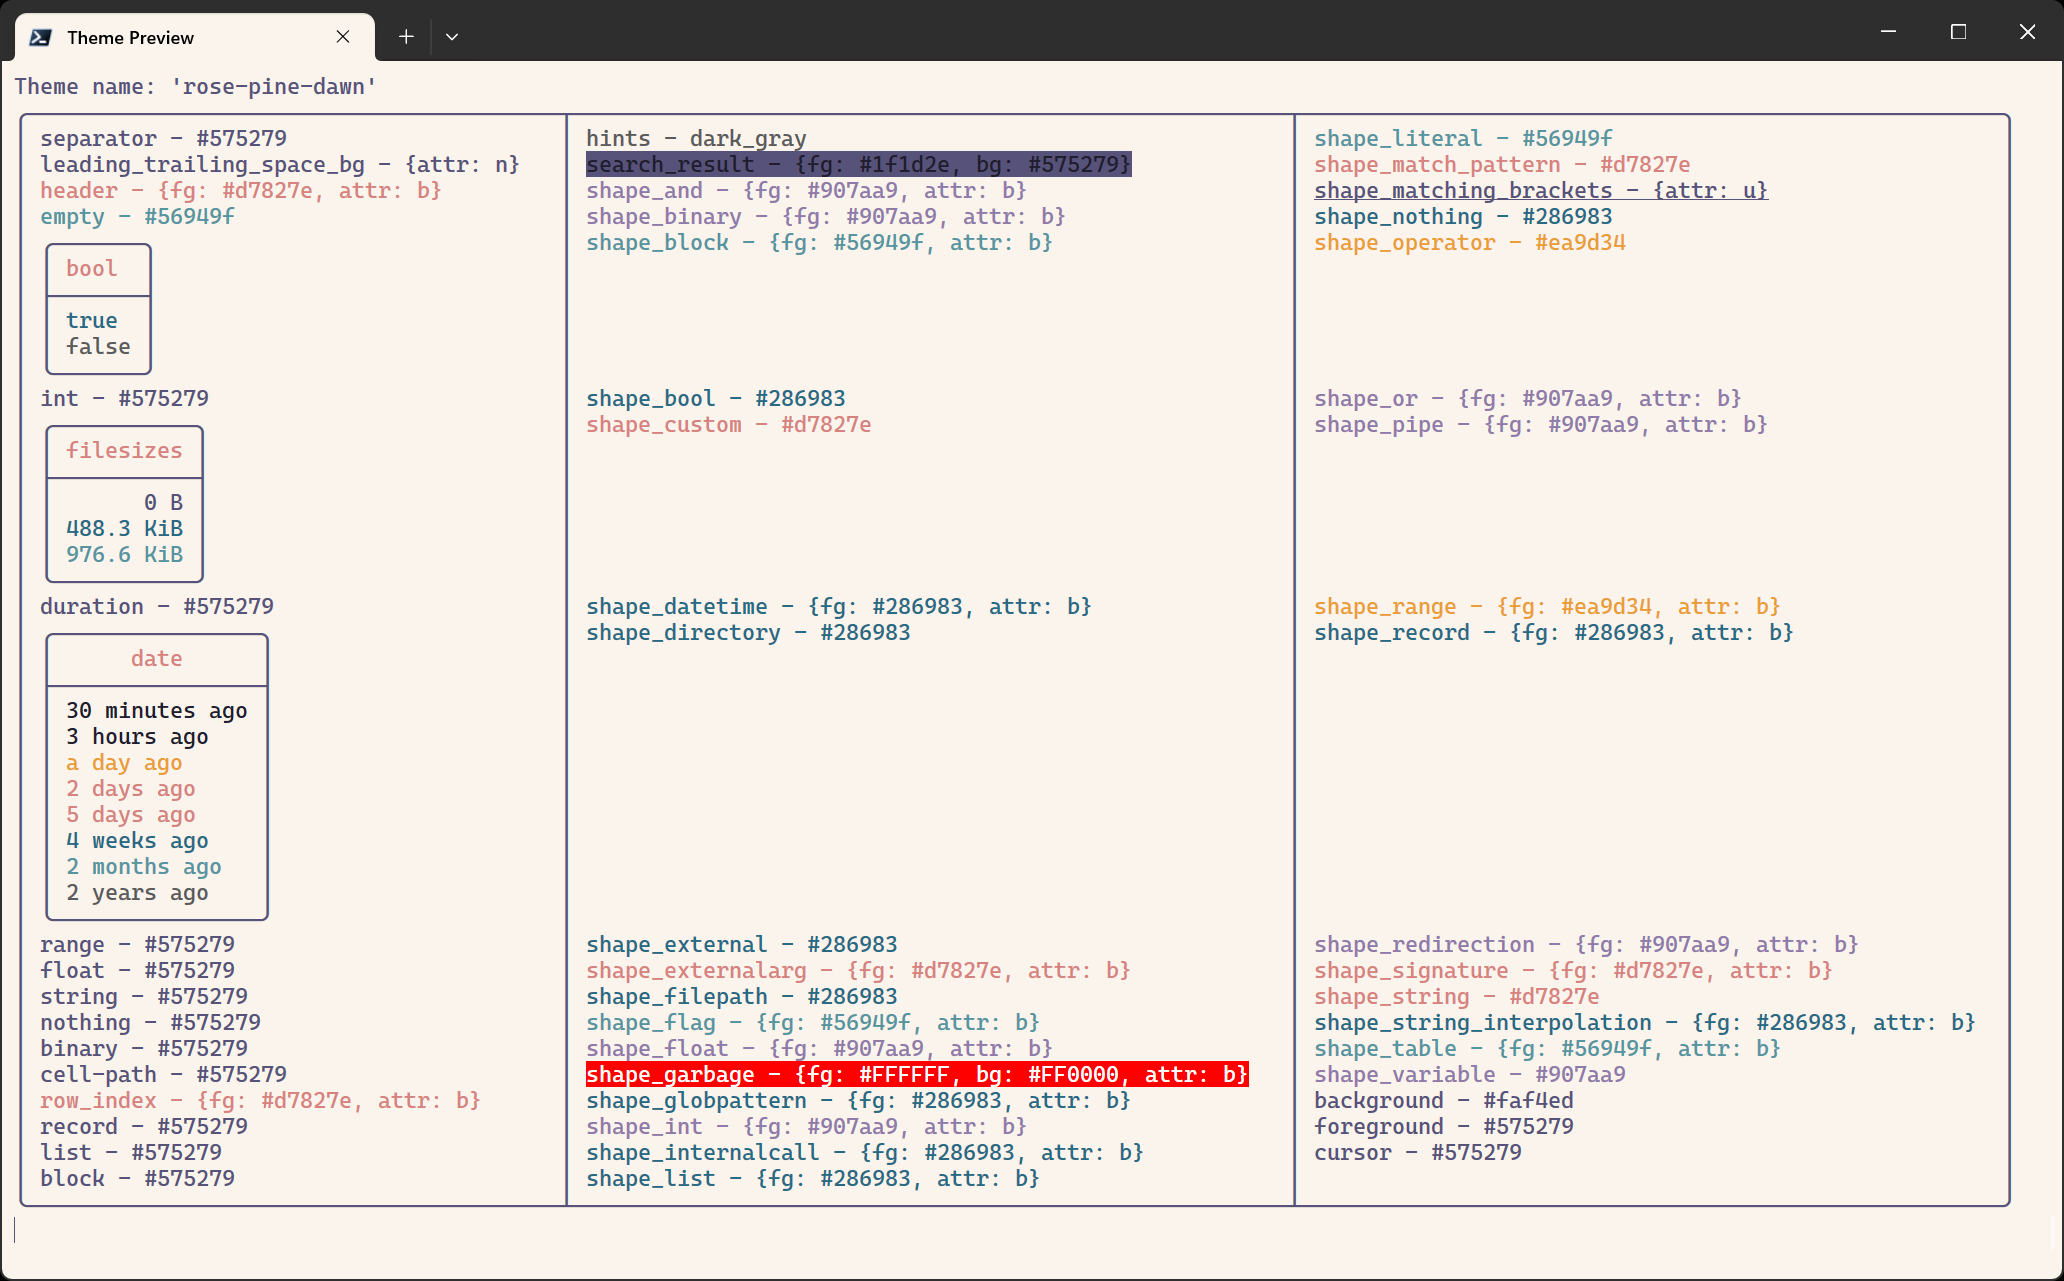 Theme Preview
Theme name: 'rose-pine-dawn'
separator - #575279
leading_trailing_space_bg - {attr: n}
header - {fg: #d7827e, attr: b}
empty - #56949f
bool
true
false
int - #575279
filesizes
0 B
488.3 KiB
976.6 KiB
duration - #575279
date
30 minutes ago
3 hours ago
a day ago
2 days ago
5 days ago
4 weeks ago
2 months ago
2 years ago
range - #575279
float - #575279
string - #575279
nothing - #575279
binary - #575279
cell-path - #575279
row_index - {fg: #d7827e, attr: b}
record - #575279
list - #575279
block - #575279
hints - dark_gray
search_result - {fg: #1f1d2e, bg: #575279}
shape_and - {fg: #907aa9, attr: b}
shape_binary - {fg: #907aa9, attr: b}
shape_block - {fg: #56949f, attr: b}
shape_bool - #286983
shape_custom - #d7827e
shape_datetime - {fg: #286983, attr: b}
shape_directory - #286983
shape_external - #286983
shape_externalarg - {fg: #d7827e, attr: b}
shape_filepath - #286983
shape_flag - {fg: #56949f, attr: b}
shape_float - {fg: #907aa9, attr: b}
shape_garbage - {fg: #FFFFFF, bg: #FF0000, attr: b}
shape_globpattern - {fg: #286983, attr: b}
shape_int - {fg: #907aa9, attr: b}
shape_internalcall - {fg: #286983, attr: b}
shape_list - {fg: #286983, attr: b}
shape_literal - #56949f
shape_match_pattern - #d7827e
shape_matching_brackets - {attr: u}
shape_nothing - #286983
shape_operator - #ea9d34
shape_or - {fg: #907aa9, attr: b}
shape_pipe - {fg: #907aa9, attr: b}
shape_range - {fg: #ea9d34, attr: b}
shape_record - {fg: #286983, attr: b}
shape_redirection - {fg: #907aa9, attr: b}
shape_signature - {fg: #d7827e, attr: b}
shape_string - #d7827e
shape_string_interpolation - {fg: #286983, attr: b}
shape_table - {fg: #56949f, attr: b}
shape_variable - #907aa9
background - #faf4ed
foreground - #575279
cursor - #575279